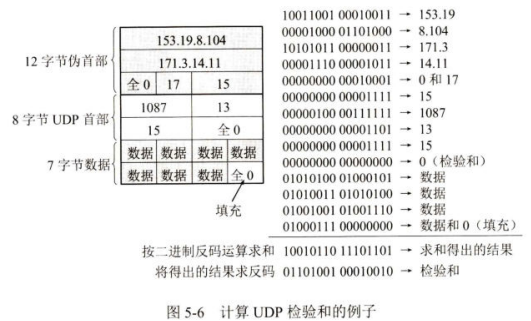 12 字节伪首部
153.19.8.104
171.3.14.11
全 0 17 15
8 字节 UDP 首部
1087 13
15 全 0
7 字节数据
数据 数据 数据 数据
数据 数据 数据 全 0
填充
10011001 00010011 → 153.19
00001000 01101000 → 8.104
10101011 00000011 → 171.3
00001110 00001011 → 14.11
00000000 00010001 → 0 和 17
00000000 00001111 → 15
00000100 00111111 → 1087
00000000 00001101 → 13
00000000 00001111 → 15
00000000 00000000 → 0（检验和）
01010100 01000101 → 数据
01010011 01010100 → 数据
01001001 01001110 → 数据
01000111 00000000 → 数据和 0（填充）
按二进制反码运算求和 10010110 11101101 → 求和得出的结果
将得出的结果求反码 01101001 00010010 → 检验和
图 5-6 计算 UDP 检验和的例子